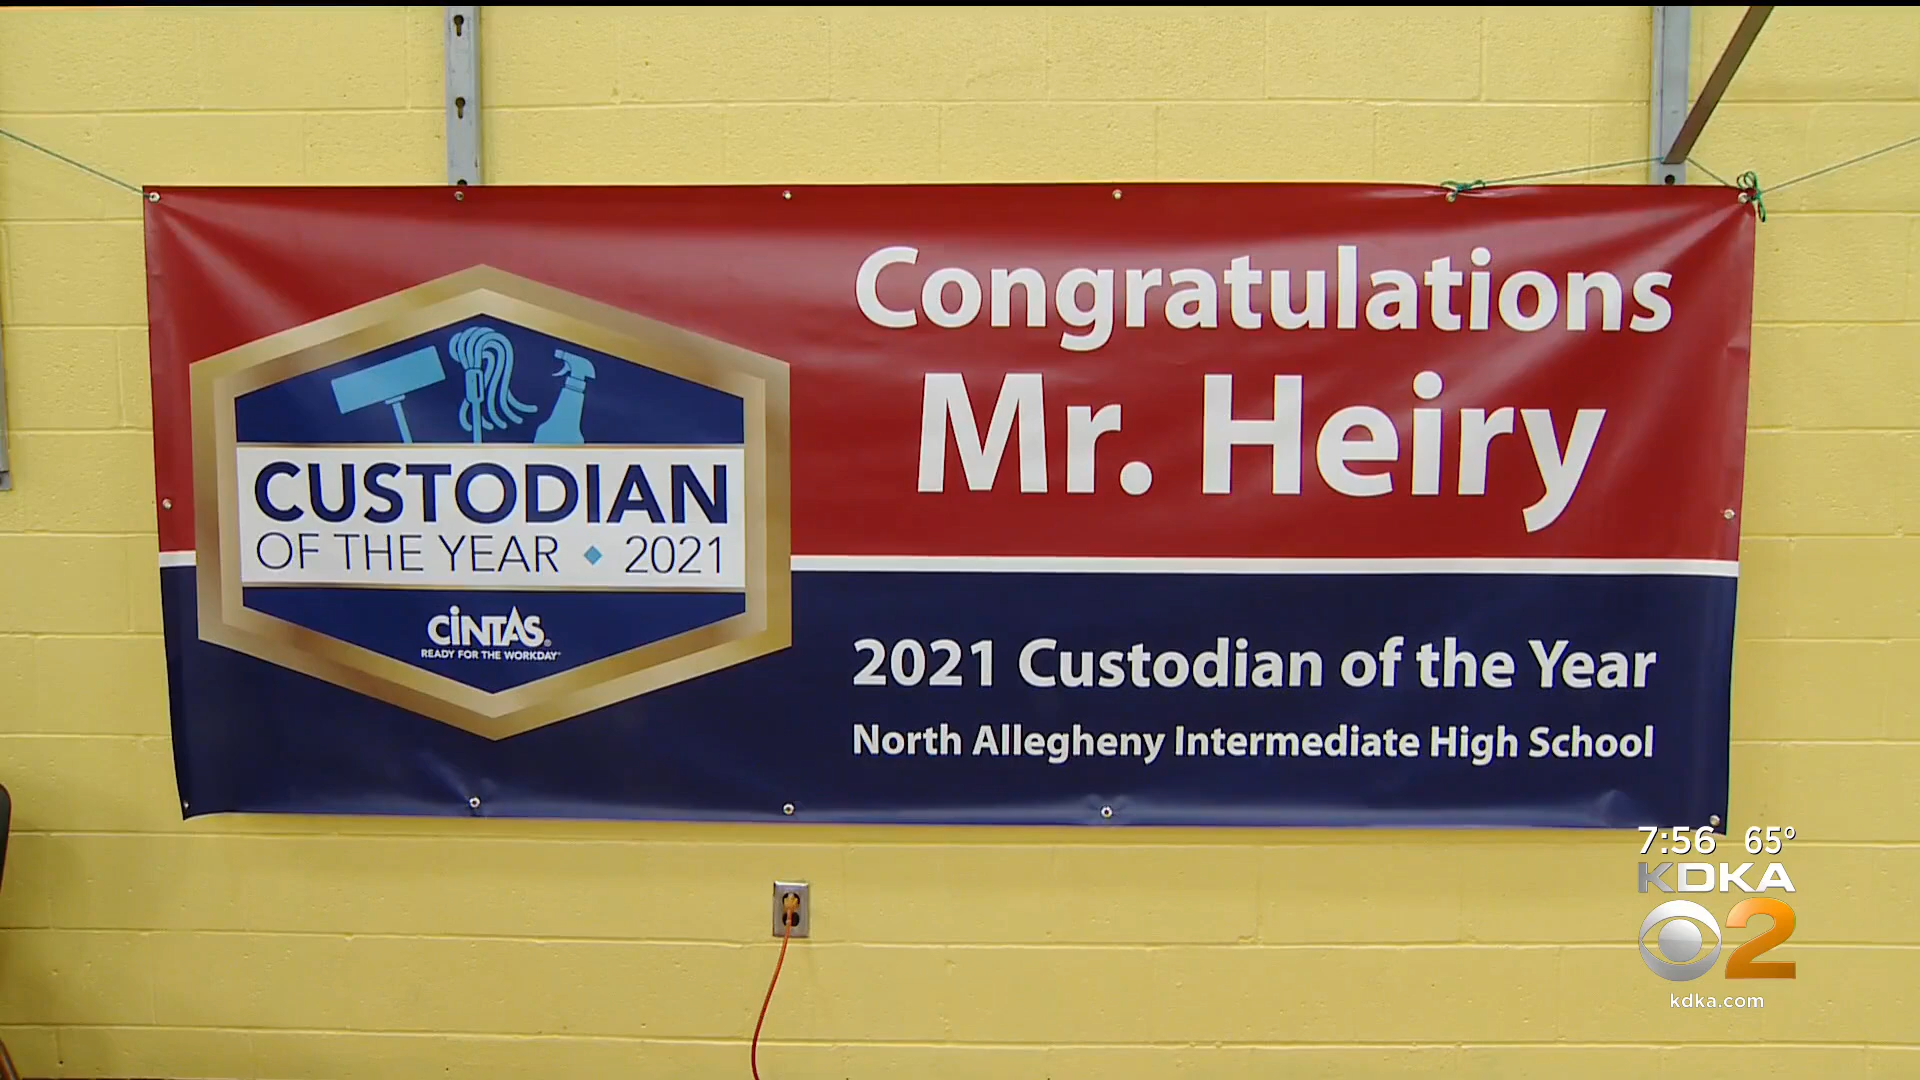 Congratulations
Mr. Heiry
CUSTODIAN
OF THE YEAR • 2021
CINTAS®
READY FOR THE WORKDAY®
2021 Custodian of the Year
North Allegheny Intermediate High School
7:56 65°
KDKA
2
kdka.com